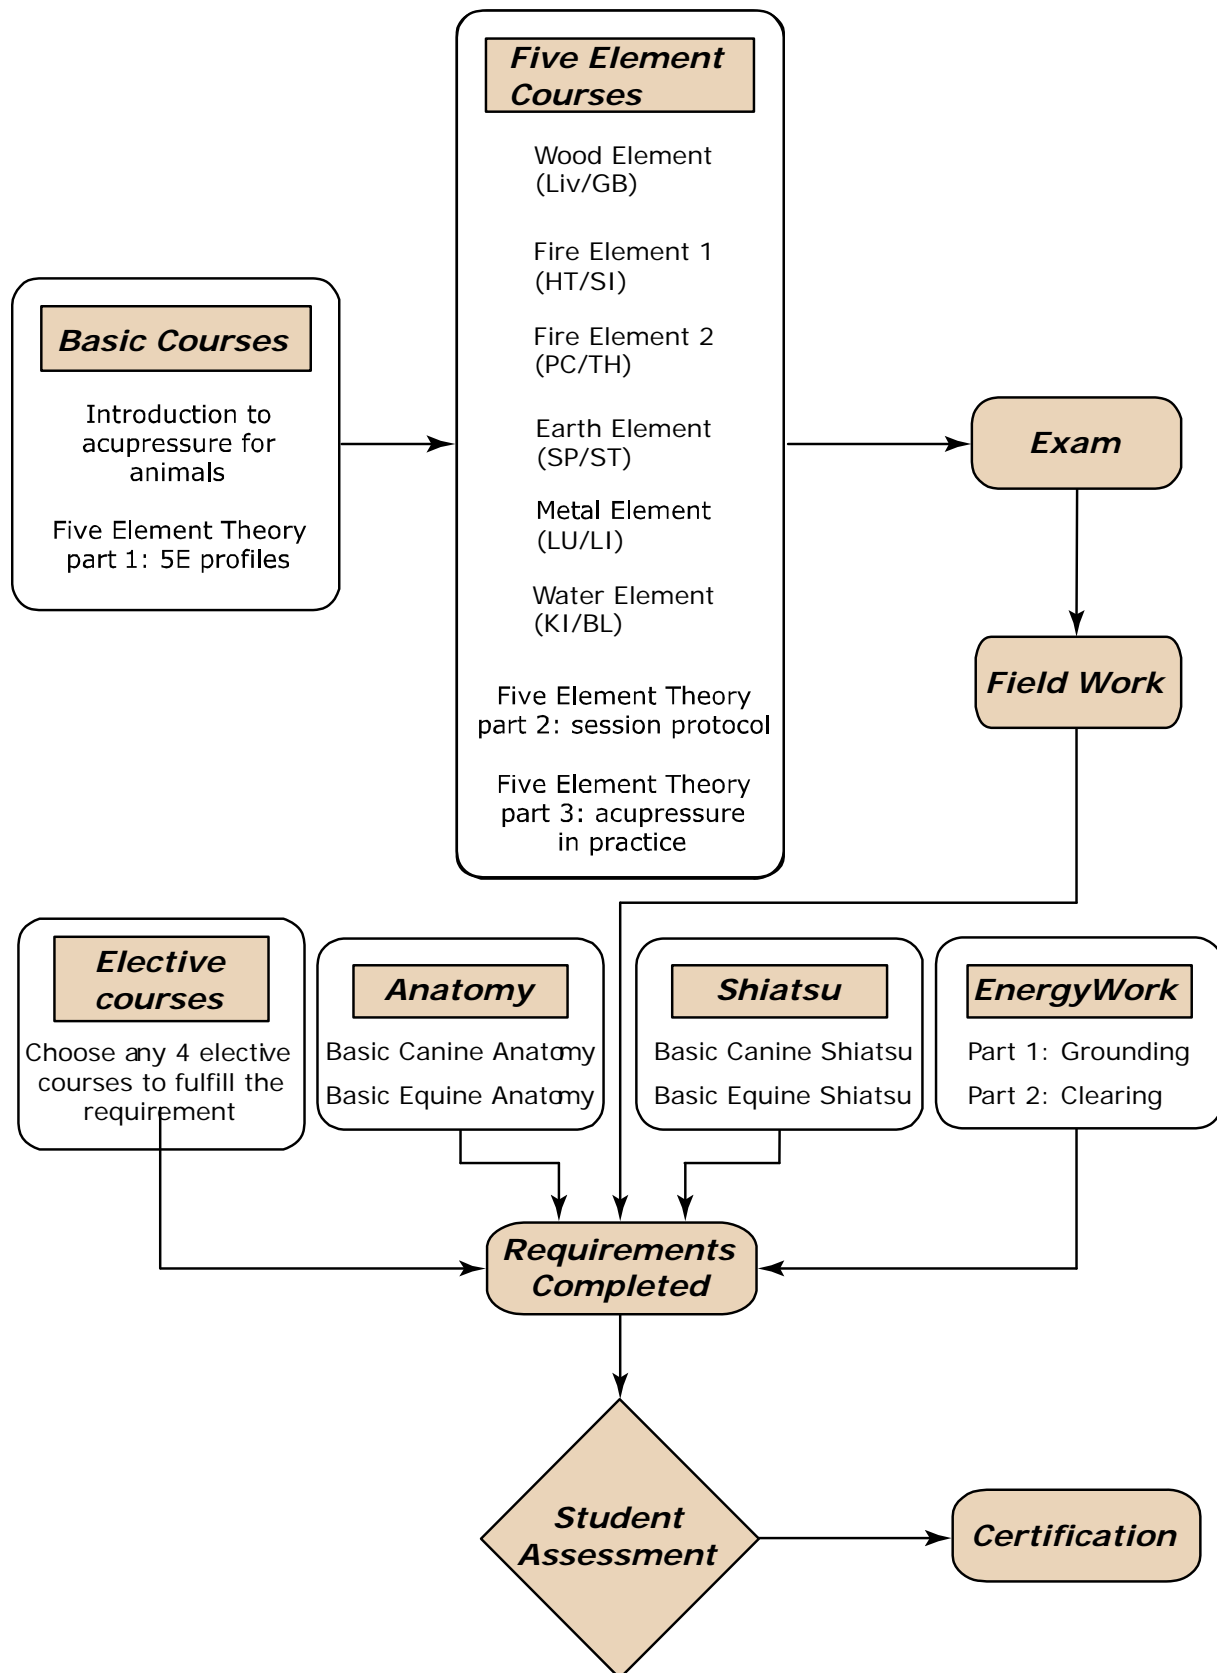 Five Element
Courses
Wood Element
(Liv/GB)
Fire Element 1
(HT/SI)
Fire Element 2
(PC/TH)
Earth Element
(SP/ST)
Metal Element
(LU/LI)
Water Element
(KI/BL)
Five Element Theory
part 2: session protocol
Five Element Theory
part 3: acupressure
in practice
Basic Courses
Introduction to
acupressure for
animals
Five Element Theory
part 1: 5E profiles
Exam
Field Work
Elective
courses
Choose any 4 elective
courses to fulfill the
requirement
Anatomy
Basic Canine Anatomy
Basic Equine Anatomy
Shiatsu
Basic Canine Shiatsu
Basic Equine Shiatsu
EnergyWork
Part 1: Grounding
Part 2: Clearing
Requirements
Completed
Student
Assessment
Certification